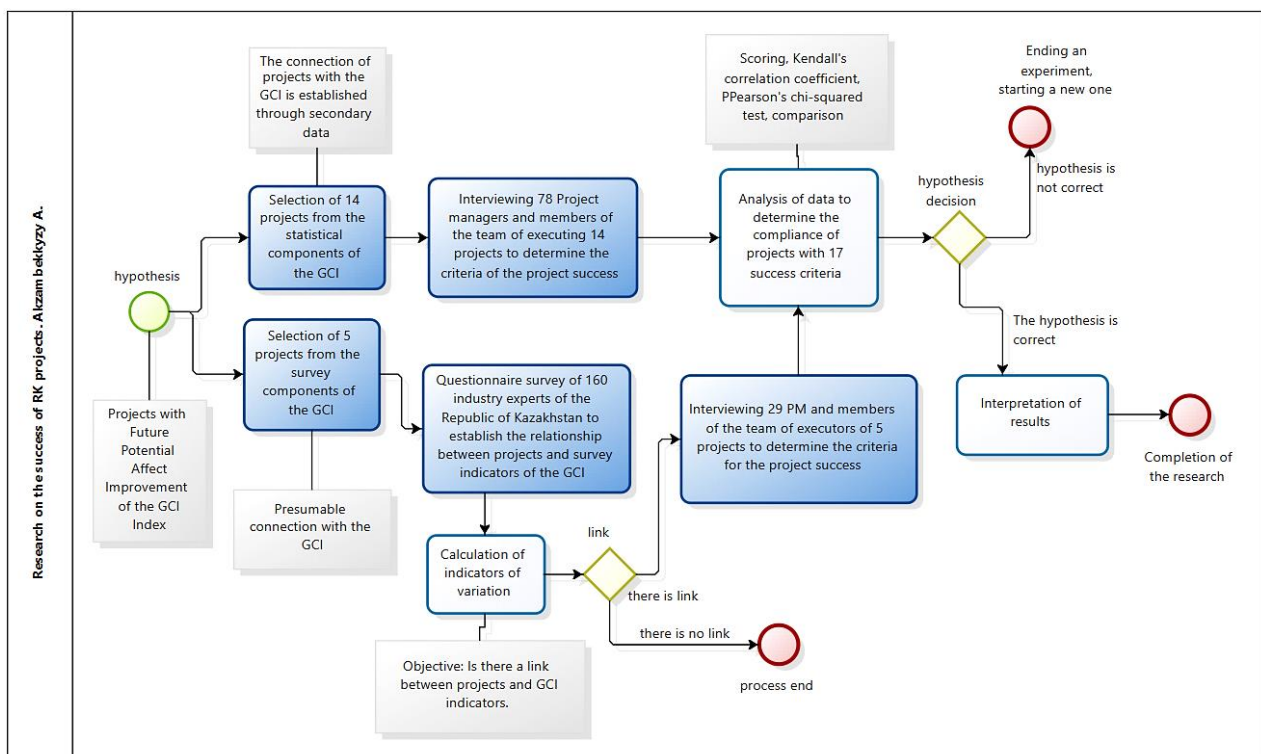 Research on the success of RK projects. Akzambekkyzy A.
The connection of
projects with the
GCI is established
through secondary
data
Scoring, Kendall's
correlation coefficient,
PPearson's chi-squared
test, comparison
Ending an
experiment,
starting a new one
hypothesis is
not correct
Selection of 14
projects from the
statistical
components of
the GCI
Interviewing 78 Project
managers and members of
the team of executing 14
projects to determine the
criteria of the project success
Analysis of data to
determine the
compliance of
projects with 17
success criteria
hypothesis
decision
hypothesis
The hypothesis is
correct
Selection of 5
projects from the
survey
components of
the GCI
Questionnaire survey of 160
industry experts of the
Republic of Kazakhstan to
establish the relationship
between projects and survey
indicators of the GCI
Interviewing 29 PM and members
of the team of executors of 5
projects to determine the criteria
for the project success
Interpretation of
results
Completion of
the research
Projects with
Future
Potential
Affect
Improvement
of the GCI
Index
Presumable
connection with the
GCI
Calculation of
indicators of
variation
link
there is link
there is no link
process end
Objective: Is there a link
between projects and GCI
indicators.